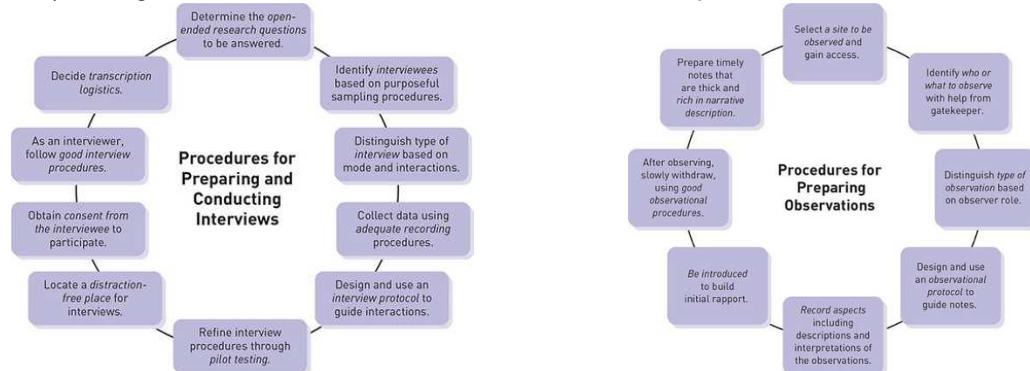 Determine the open-
ended research questions
to be answered.
Identify interviewees
based on purposeful
sampling procedures.
Distinguish type of
interview based on
mode and interactions.
Collect data using
adequate recording
procedures.
Design and use an
interview protocol to
guide interactions.
Refine interview
procedures through
pilot testing.
Locate a distraction-
free place for
interviews.
Obtain consent from
the interviewee to
participate.
As an interviewer,
follow good interview
procedures.
Decide transcription
logistics.
Procedures for
Preparing and
Conducting
Interviews
Select a site to be
observed and
gain access.
Identify who or
what to observe
with help from
gatekeeper.
Distinguish type of
observation based
on observer role.
Design and use
an observational
protocol to
guide notes.
Record aspects
including
descriptions and
interpretations of
the observations.
Be introduced
to build
initial rapport.
After observing,
slowly withdraw,
using good
observational
procedures.
Prepare timely
notes that
are thick and
rich in narrative
description.
Procedures for
Preparing
Observations